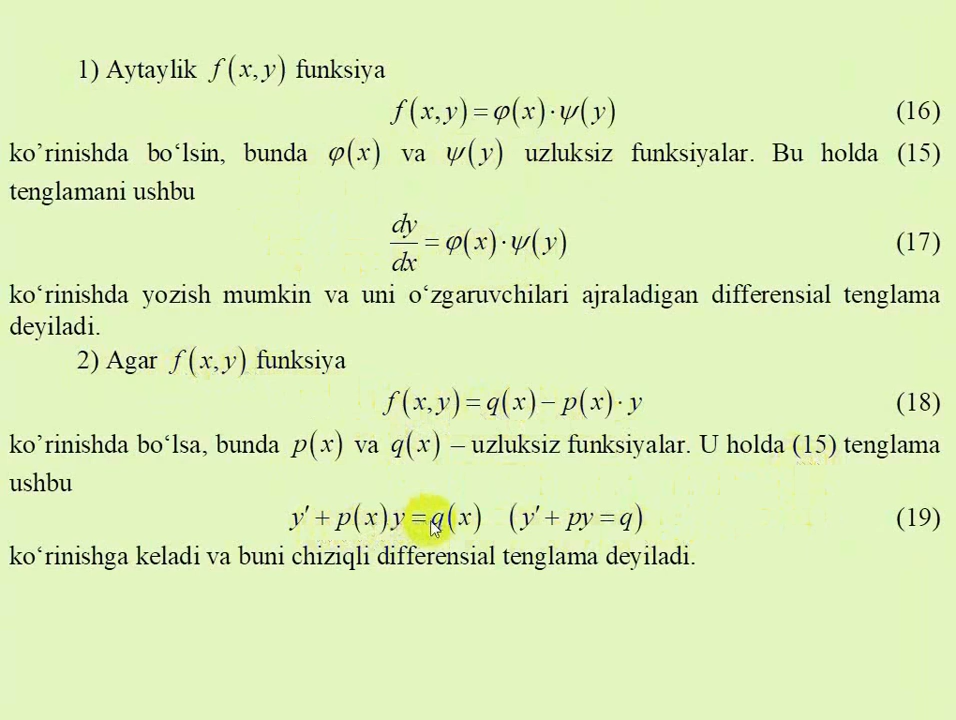 1) Aytaylik f(x, y) funksiya
f(x, y) = φ(x) · ψ(y) (16)
ko’rinishda bo‘lsin, bunda φ(x) va ψ(y) uzluksiz funksiyalar. Bu holda (15)
tenglamani ushbu
dy/dx = φ(x) · ψ(y) (17)
ko‘rinishda yozish mumkin va uni o‘zgaruvchilari ajraladigan differensial tenglama
deyiladi.
2) Agar f(x, y) funksiya
f(x, y) = q(x) − p(x) · y (18)
ko’rinishda bo‘lsa, bunda p(x) va q(x) – uzluksiz funksiyalar. U holda (15) tenglama
ushbu
y′ + p(x)y = q(x) (y′ + py = q) (19)
ko‘rinishga keladi va buni chiziqli differensial tenglama deyiladi.